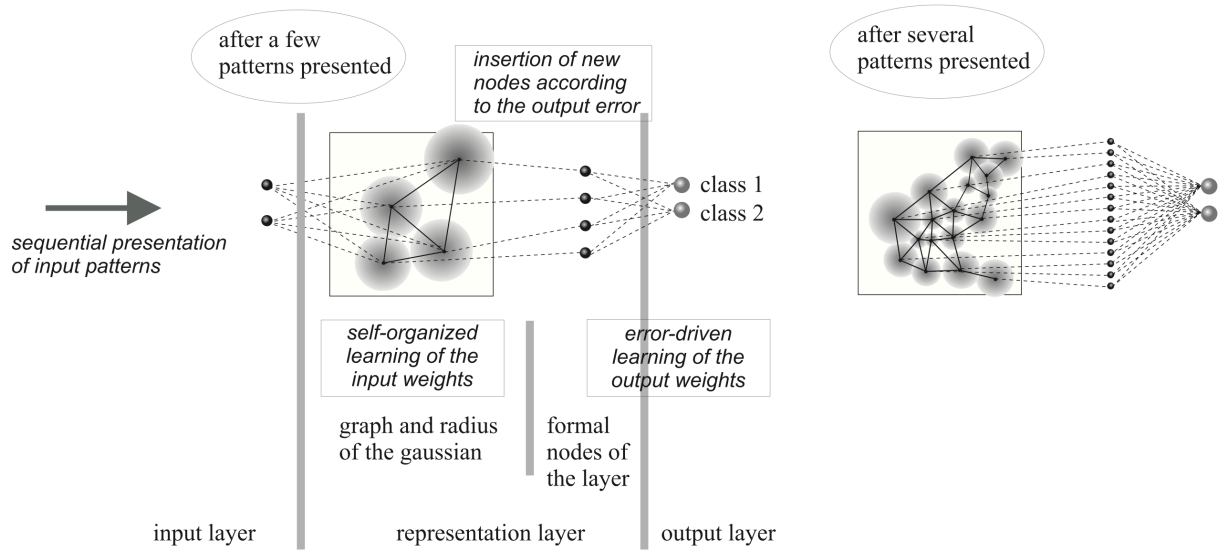 after a few
patterns presented
insertion of new
nodes according
to the output error
after several
patterns presented
class 1
class 2
sequential presentation
of input patterns
self-organized
learning of the
input weights
error-driven
learning of the
output weights
graph and radius
of the gaussian
formal
nodes of
the layer
input layer
representation layer
output layer